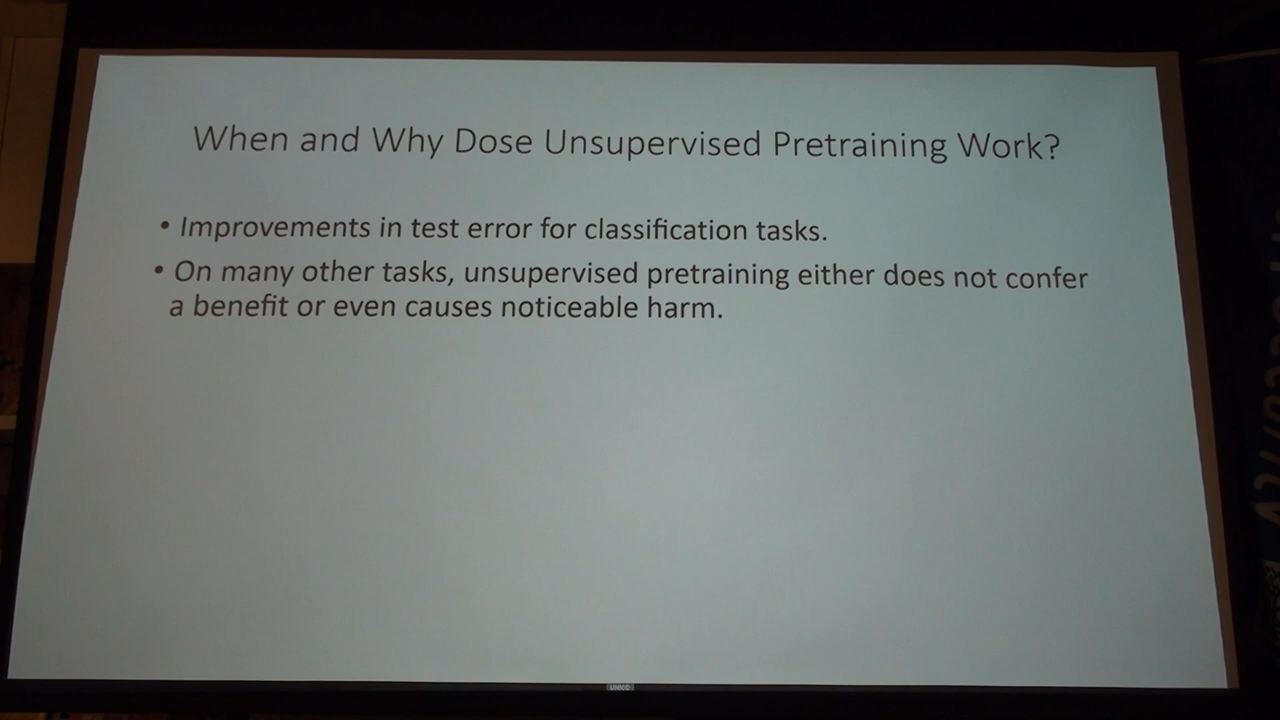 When and Why Dose Unsupervised Pretraining Work?
• Improvements in test error for classification tasks.
• On many other tasks, unsupervised pretraining either does not confer
a benefit or even causes noticeable harm.